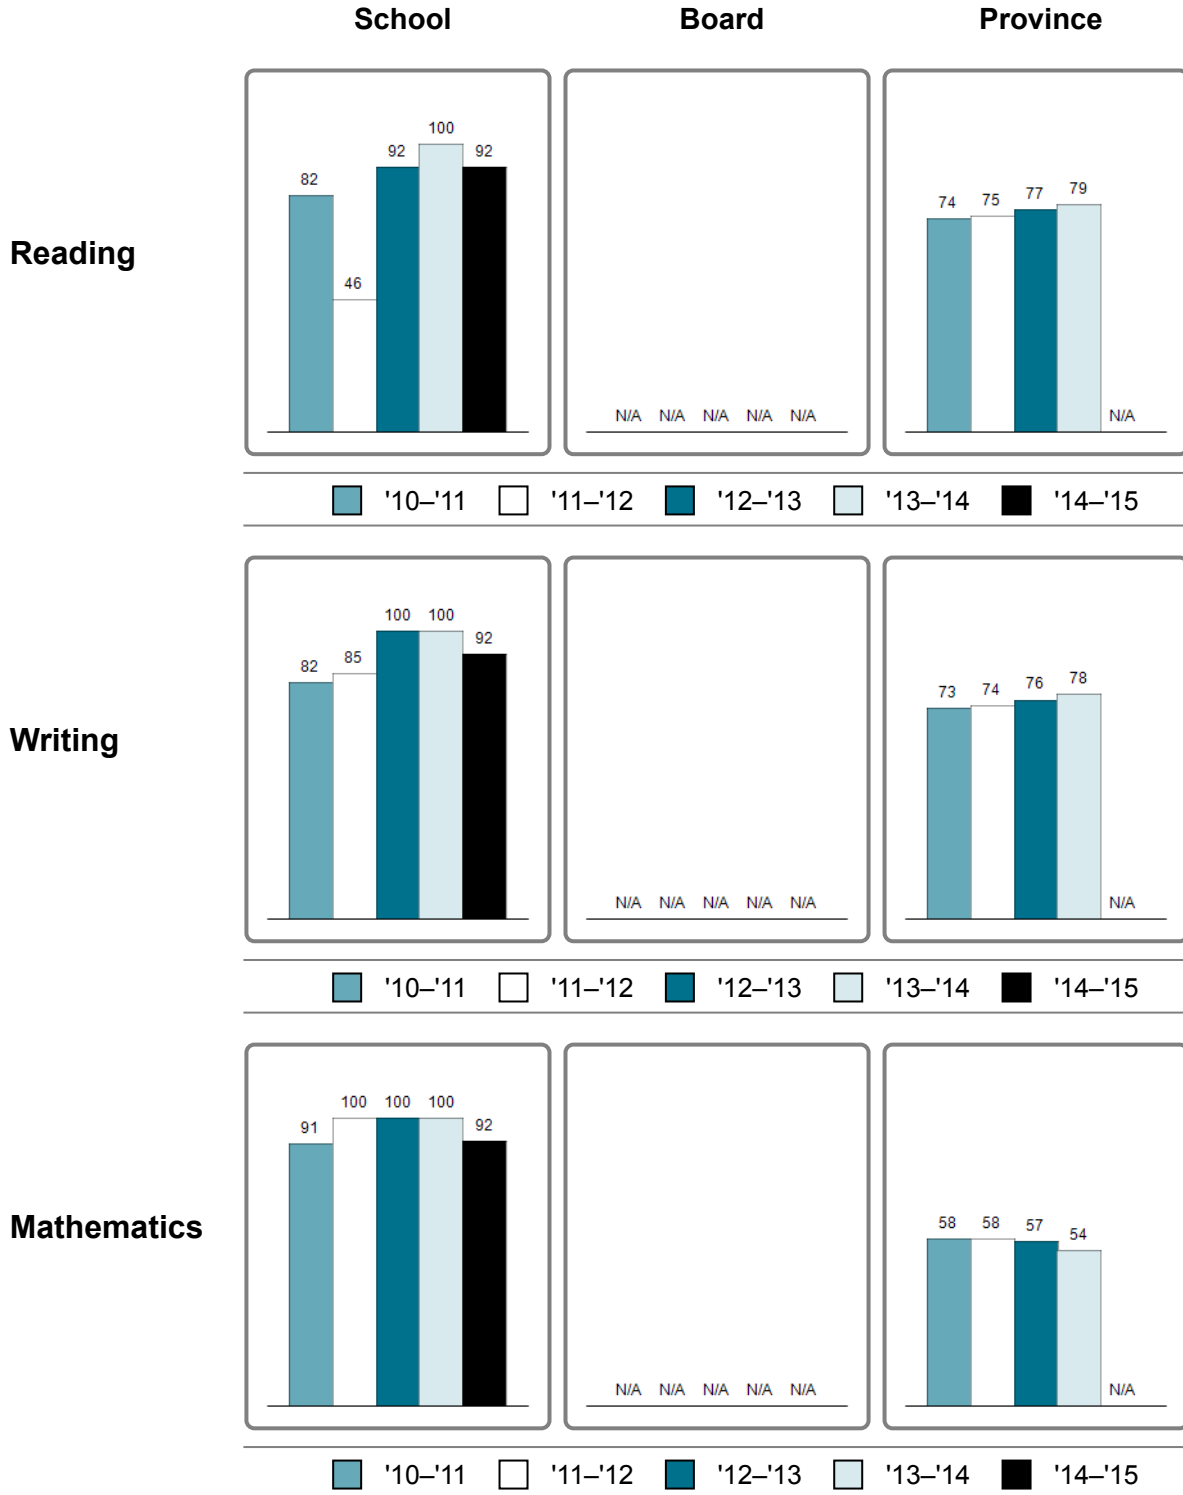 School Board Province
Reading
100
92 92
82
46
N/A N/A N/A N/A N/A
74 75 77 79
N/A
'10–'11 '11–'12 '12–'13 '13–'14 '14–'15
Writing
100 100
92
82 85
N/A N/A N/A N/A N/A
73 74 76 78
N/A
'10–'11 '11–'12 '12–'13 '13–'14 '14–'15
Mathematics
100 100 100
91 92
N/A N/A N/A N/A N/A
58 58 57 54
N/A
'10–'11 '11–'12 '12–'13 '13–'14 '14–'15